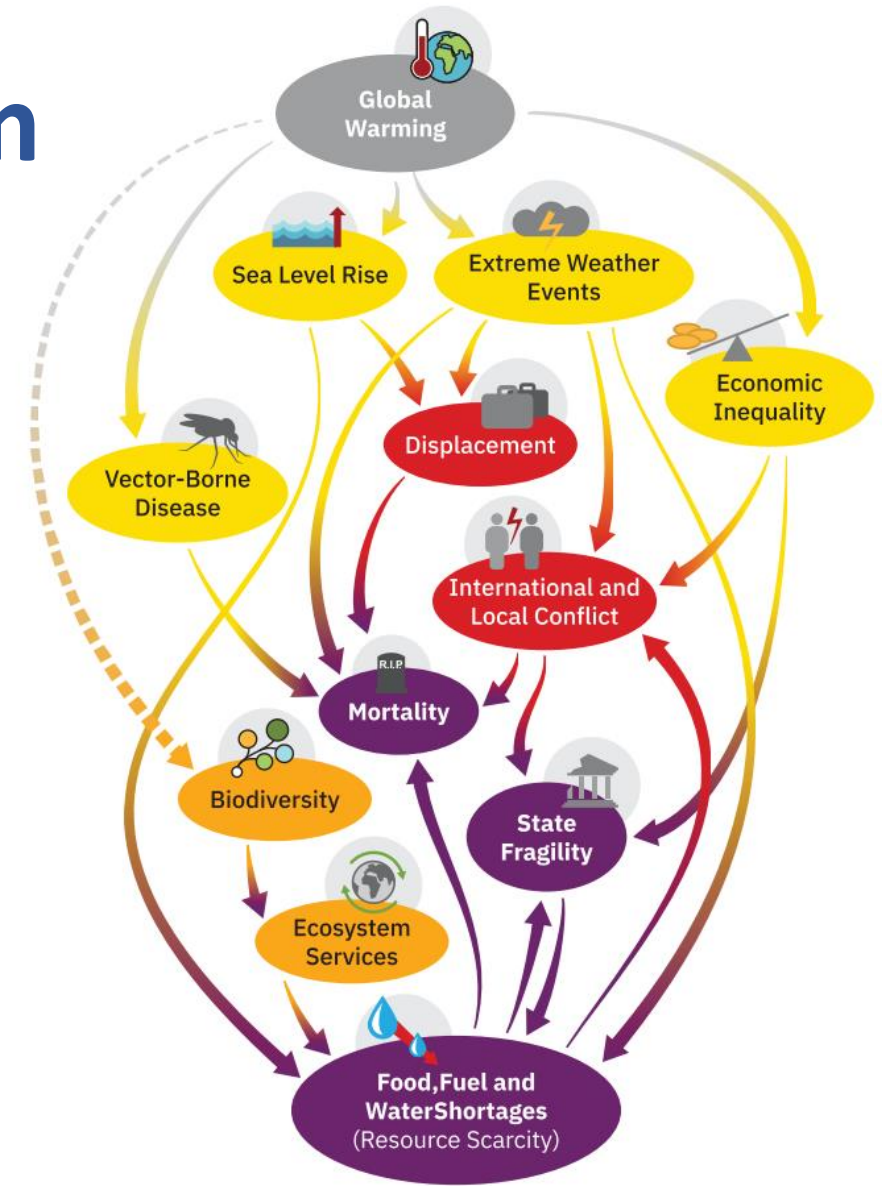 n
Global
Warming
Sea Level Rise
Extreme Weather
Events
Economic
Inequality
Displacement
Vector-Borne
Disease
International and
Local Conflict
R.I.P
Mortality
Biodiversity
State
Fragility
Ecosystem
Services
Food,Fuel and
WaterShortages
(Resource Scarcity)